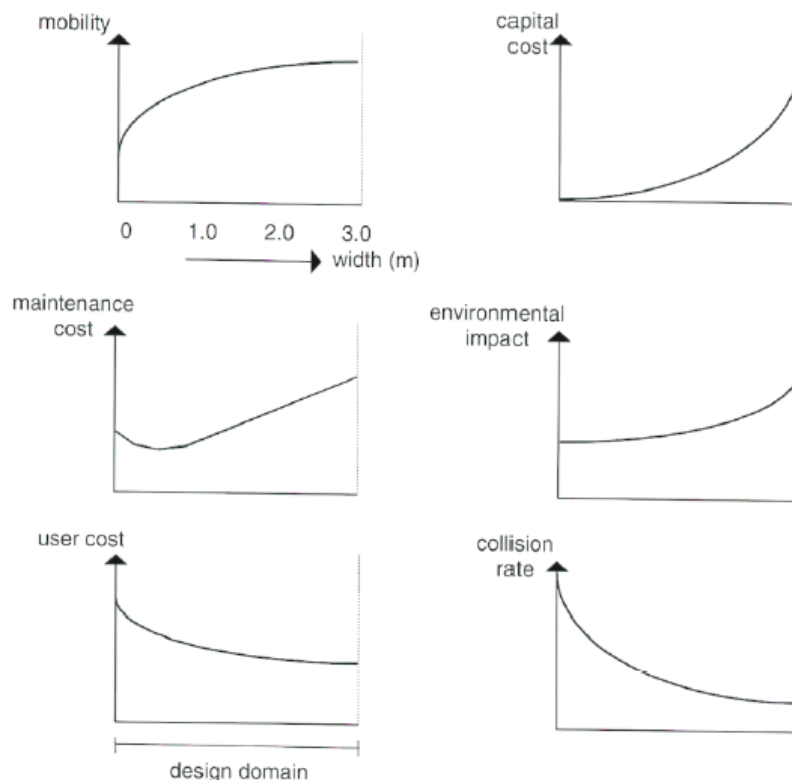 mobility
capital
cost
0 1.0 2.0 3.0
width (m)
maintenance
cost
environmental
impact
user cost
collision
rate
design domain